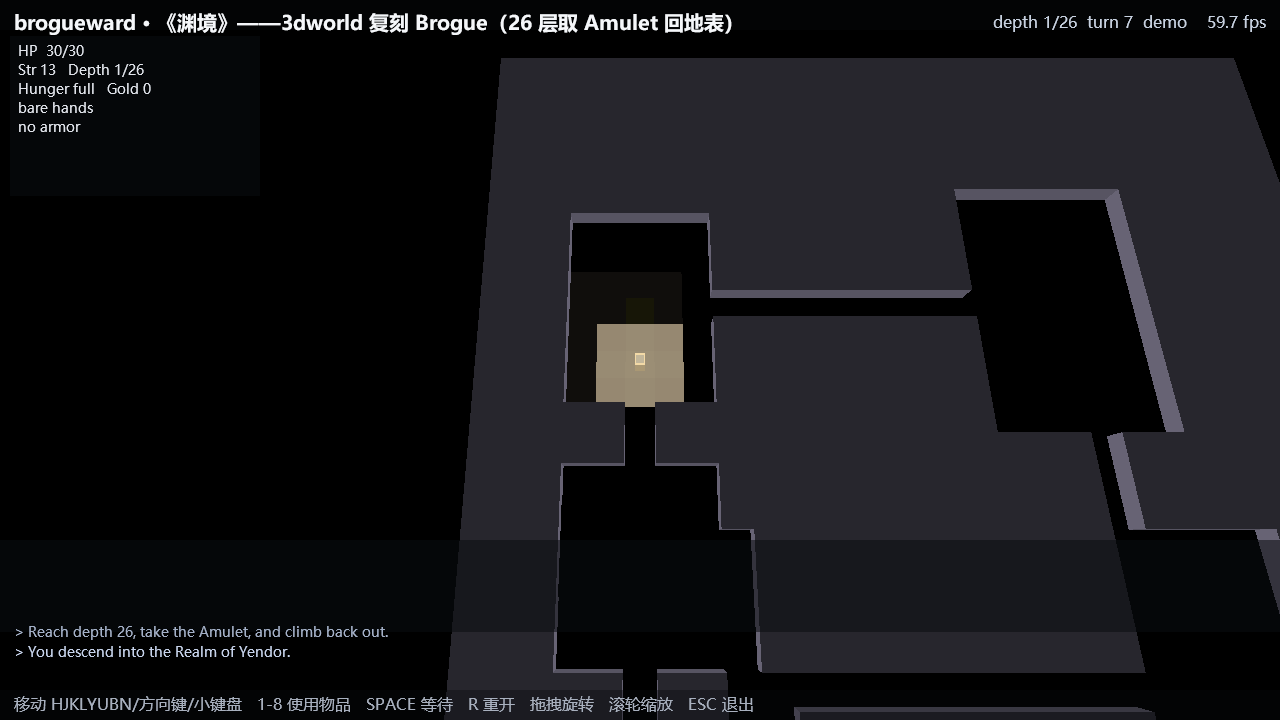 brogueward •《渊境》——3dworld 复刻 Brogue（26 层取 Amulet 回地表）
depth 1/26 turn 7 demo 59.7 fps
HP 30/30
Str 13 Depth 1/26
Hunger full Gold 0
bare hands
no armor
> Reach depth 26, take the Amulet, and climb back out.
> You descend into the Realm of Yendor.
移动 HJKLYUBN/方向键/小键盘 1-8 使用物品 SPACE 等待 R 重开 拖拽旋转 滚轮缩放 ESC 退出